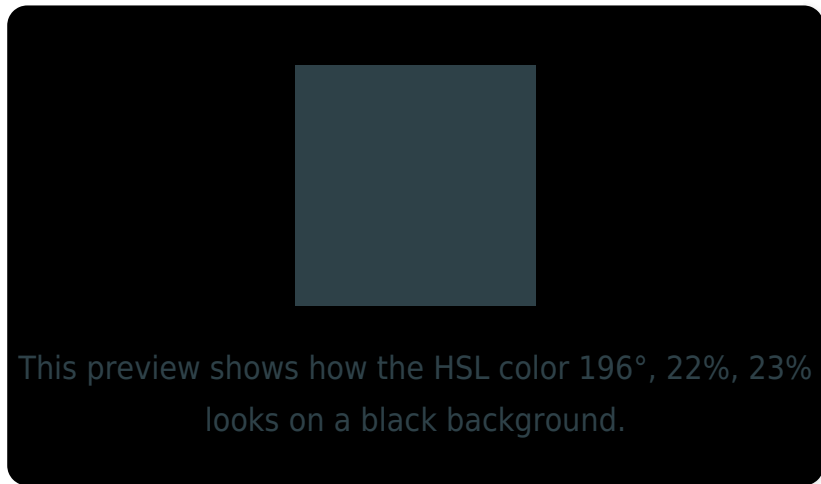 This preview shows how the HSL color 196°, 22%, 23%
looks on a black background.